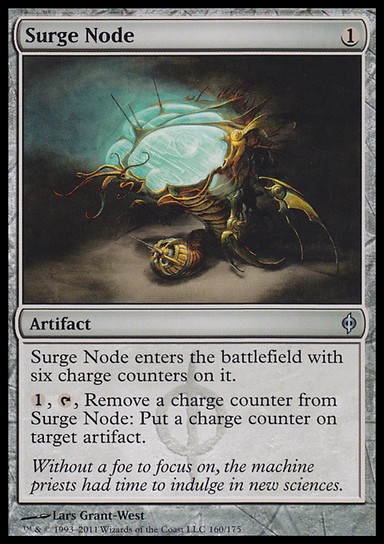 Surge Node 1
Artifact
Surge Node enters the battlefield with
six charge counters on it.
1, , Remove a charge counter from
Surge Node: Put a charge counter on
target artifact.
Without a foe to focus on, the machine
priests had time to indulge in new sciences.
Lars Grant-West
™ & © 1993–2011 Wizards of the Coast LLC 160/175